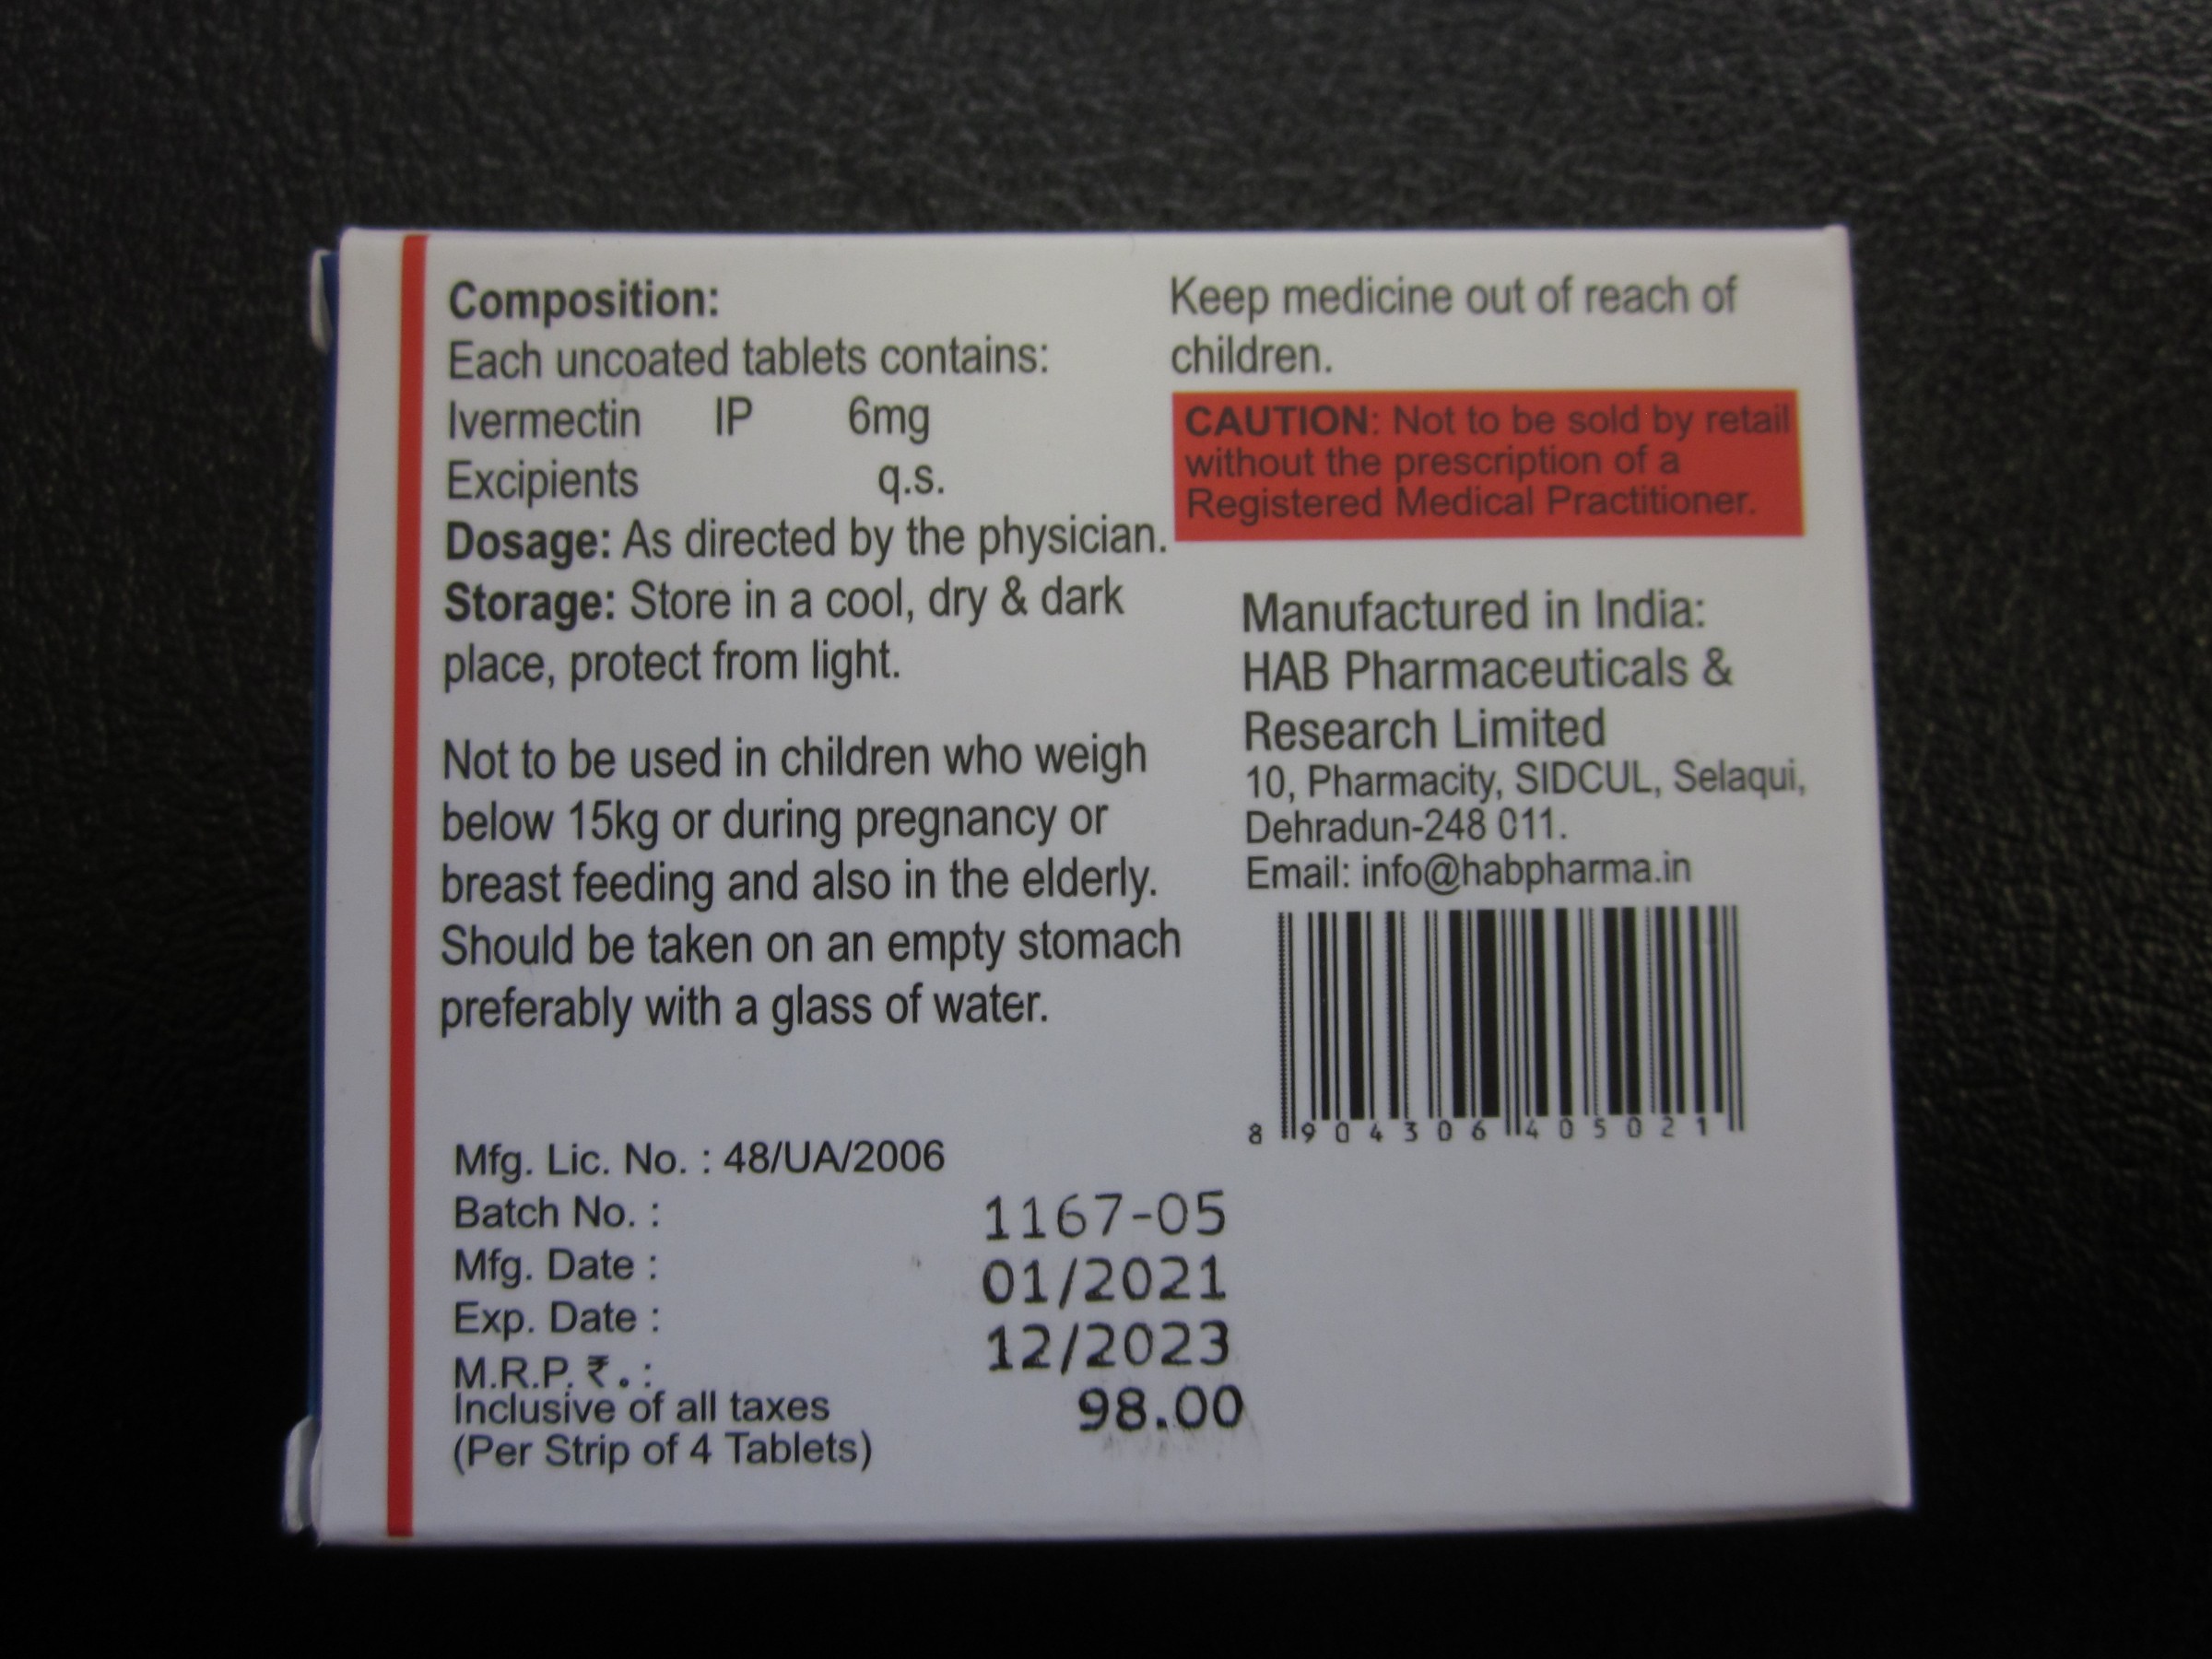 Composition:
Each uncoated tablets contains:
Ivermectin IP 6mg
Excipients q.s.
Dosage: As directed by the physician.
Storage: Store in a cool, dry & dark
place, protect from light.
Not to be used in children who weigh
below 15kg or during pregnancy or
breast feeding and also in the elderly.
Should be taken on an empty stomach
preferably with a glass of water.
Mfg. Lic. No. : 48/UA/2006
Batch No. : 1167-05
Mfg. Date : 01/2021
Exp. Date : 12/2023
M.R.P. ₹ . : 98.00
Inclusive of all taxes
(Per Strip of 4 Tablets)
Keep medicine out of reach of
children.
CAUTION: Not to be sold by retail
without the prescription of a
Registered Medical Practitioner.
Manufactured in India:
HAB Pharmaceuticals &
Research Limited
10, Pharmacity, SIDCUL, Selaqui,
Dehradun-248 011.
Email: info@habpharma.in
8 904306 405021